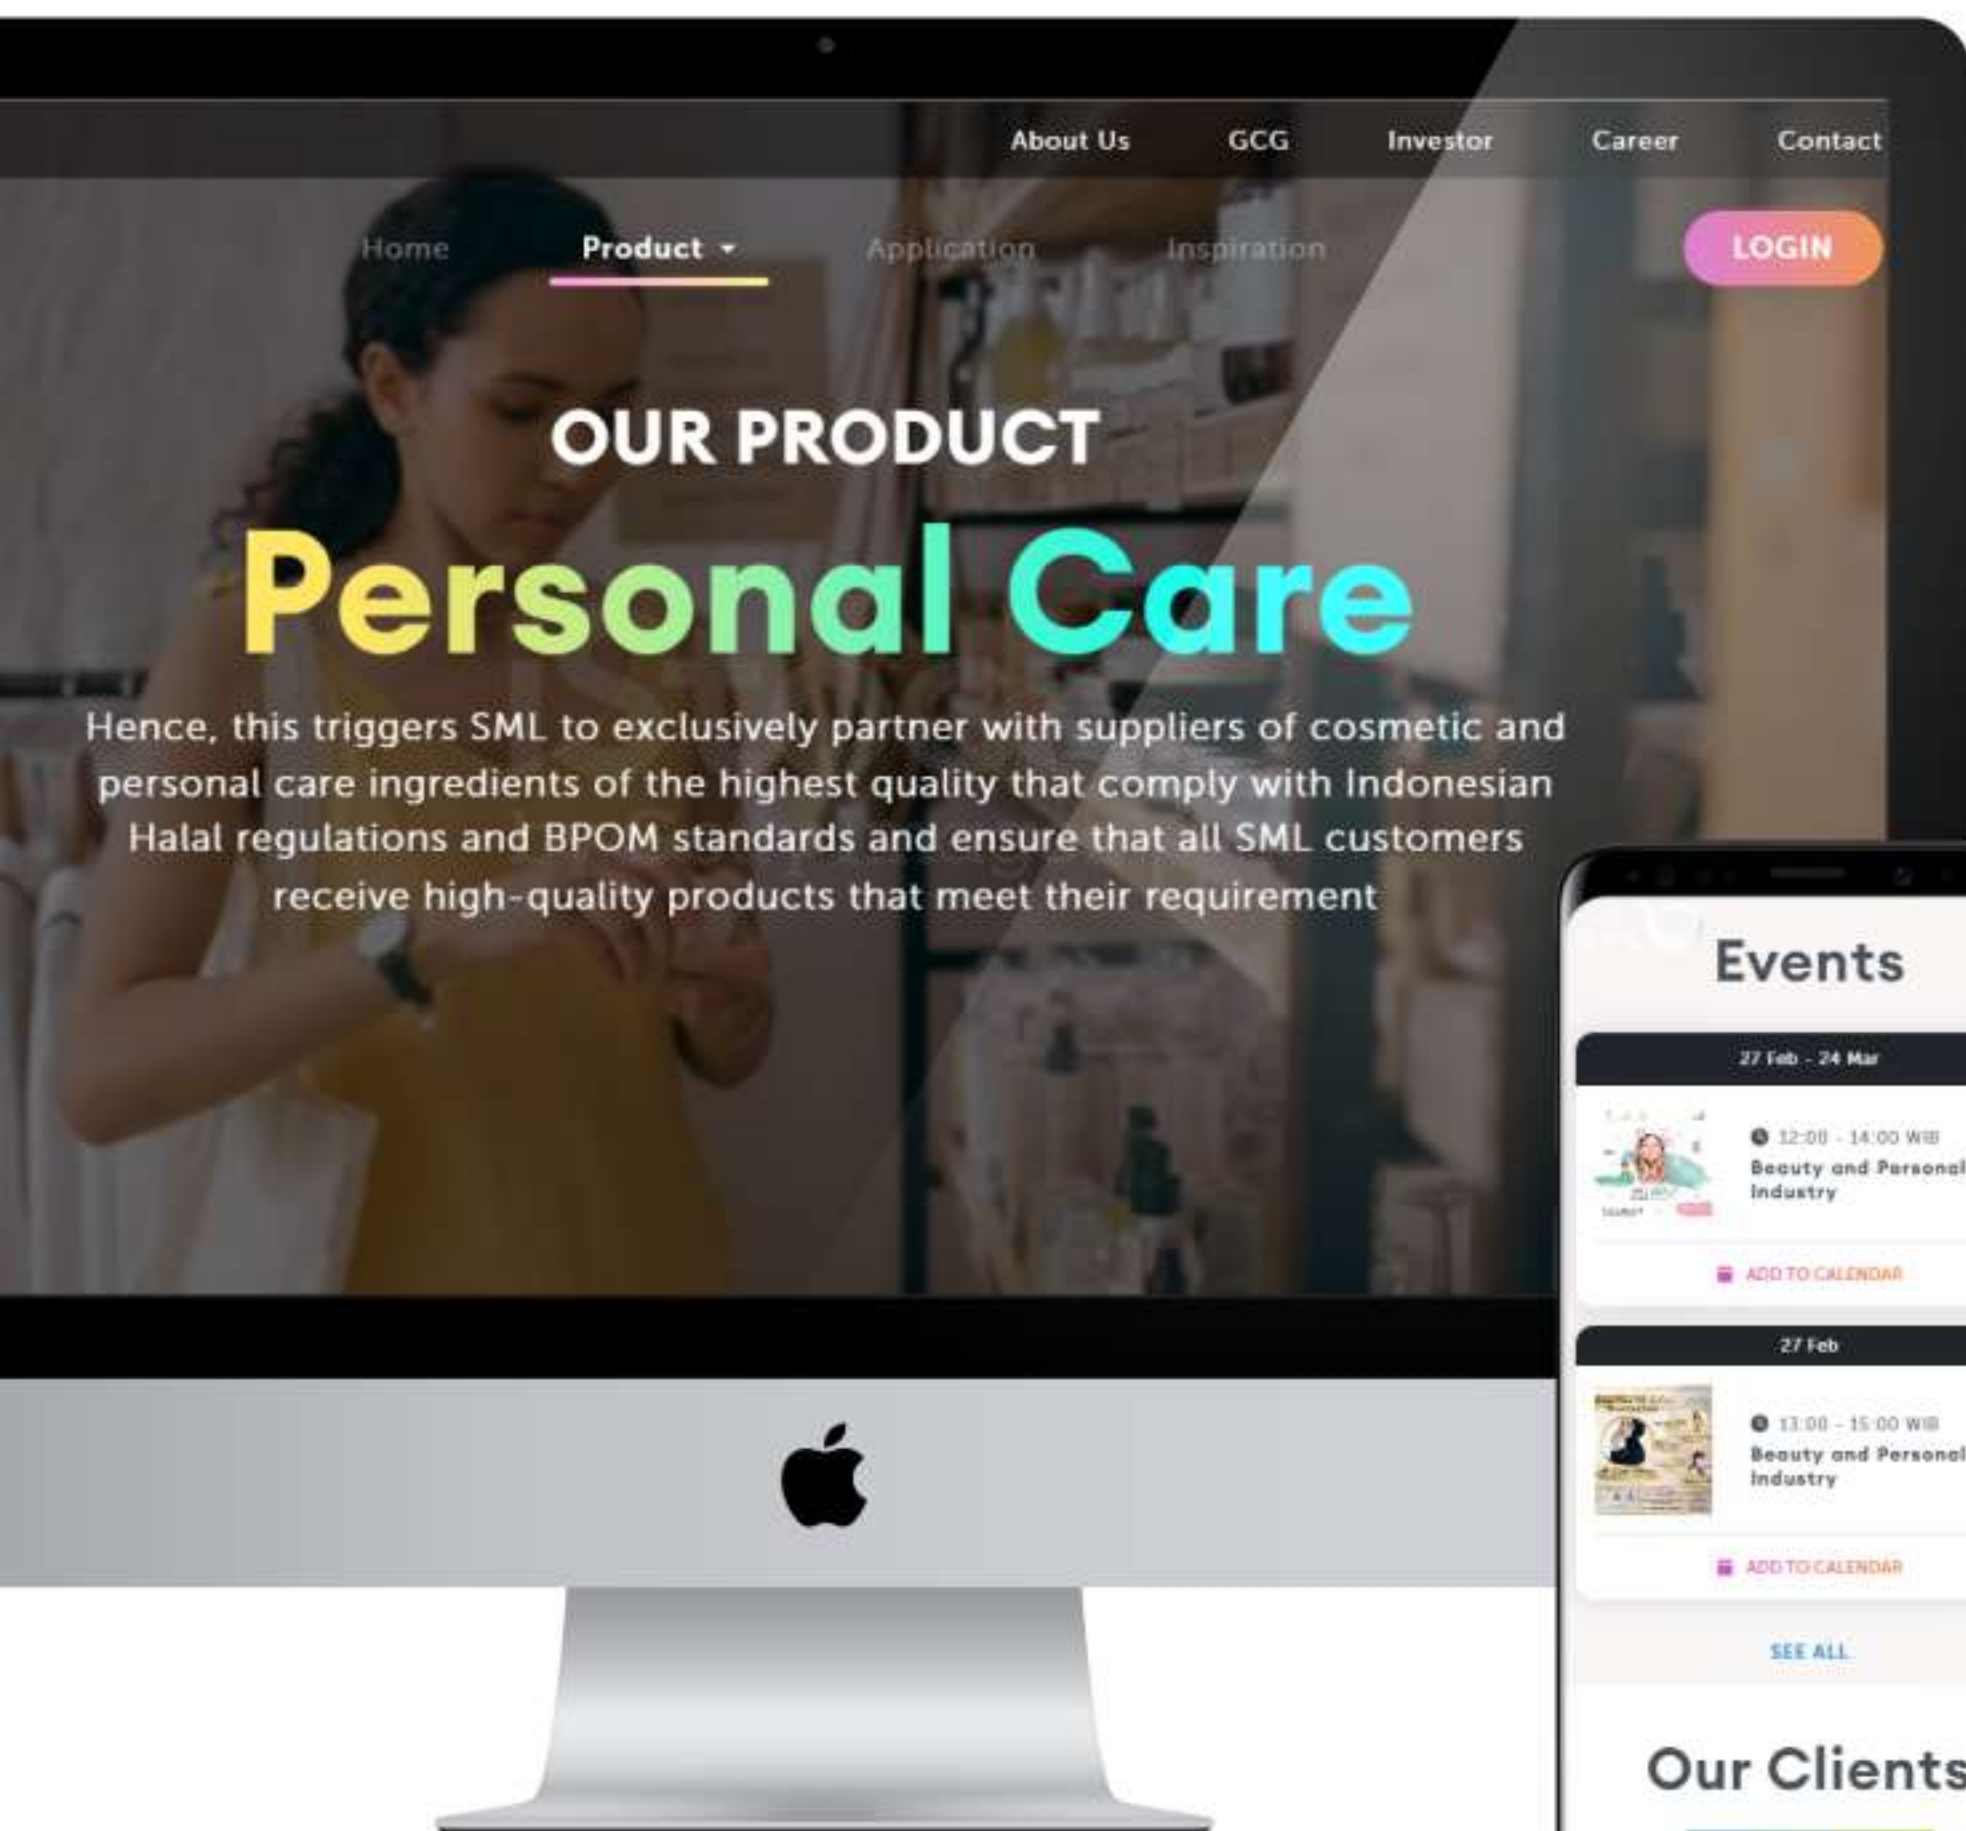 About Us GCG Investor Career Contact
Home Product Application Inspiration LOGIN
OUR PRODUCT
Personal Care
Hence, this triggers SML to exclusively partner with suppliers of cosmetic and
personal care ingredients of the highest quality that comply with Indonesian
Halal regulations and BPOM standards and ensure that all SML customers
receive high-quality products that meet their requirement
Events
27 Feb - 24 Mar
12:00 - 14:00 WIB
Beauty and Personal
Industry
ADD TO CALENDAR
27 Feb
13:00 - 15:00 WIB
Beauty and Personal
Industry
ADD TO CALENDAR
SEE ALL
Our Clients